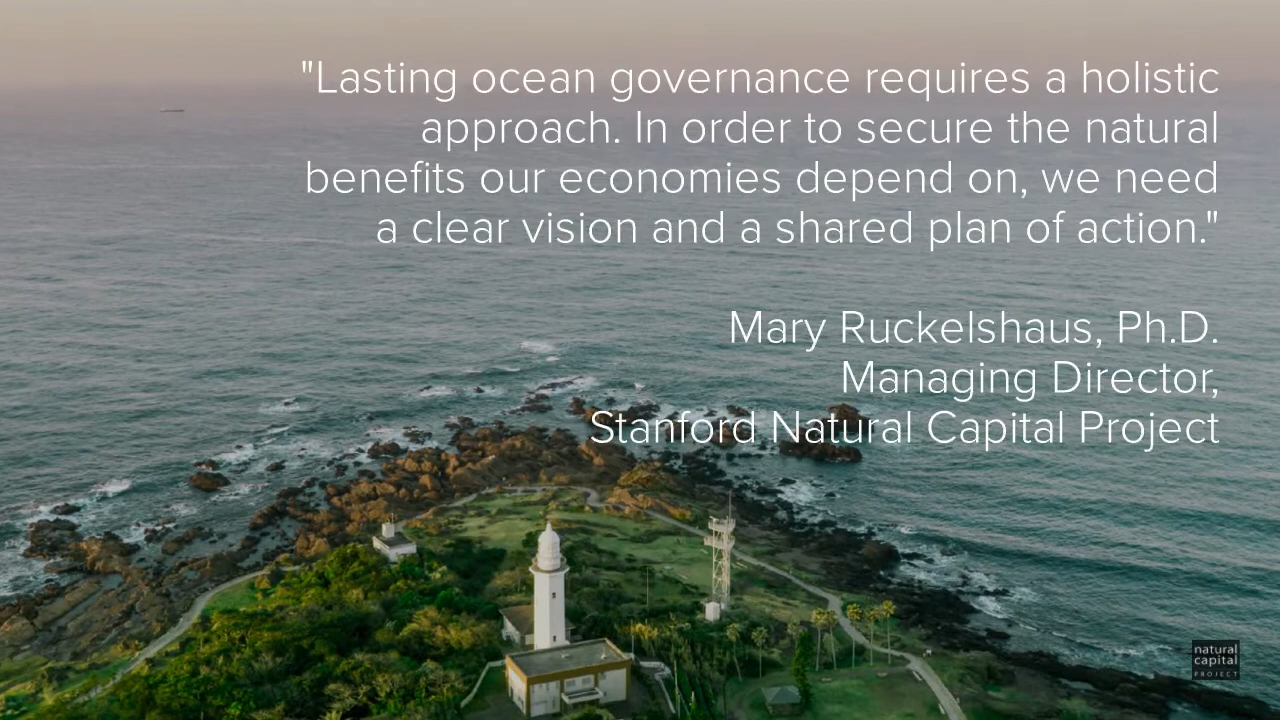 "Lasting ocean governance requires a holistic
approach. In order to secure the natural
benefits our economies depend on, we need
a clear vision and a shared plan of action."
Mary Ruckelshaus, Ph.D.
Managing Director,
Stanford Natural Capital Project
natural
capital
PROJECT